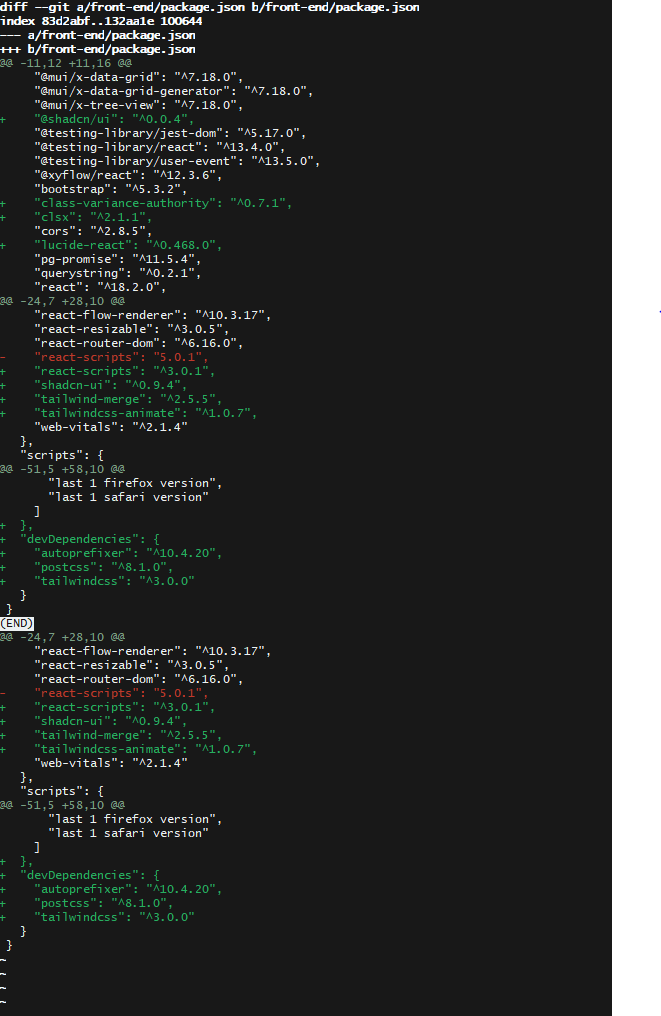 diff --git a/front-end/package.json b/front-end/package.json
index 83d2abf..132aa1e 100644
--- a/front-end/package.json
+++ b/front-end/package.json
@@ -11,12 +11,16 @@
     "@mui/x-data-grid": "^7.18.0",
     "@mui/x-data-grid-generator": "^7.18.0",
     "@mui/x-tree-view": "^7.18.0",
+    "@shadcn/ui": "^0.0.4",
     "@testing-library/jest-dom": "^5.17.0",
     "@testing-library/react": "^13.4.0",
     "@testing-library/user-event": "^13.5.0",
     "@xyflow/react": "^12.3.6",
     "bootstrap": "^5.3.2",
+    "class-variance-authority": "^0.7.1",
+    "clsx": "^2.1.1",
     "cors": "^2.8.5",
+    "lucide-react": "^0.468.0",
     "pg-promise": "^11.5.4",
     "querystring": "^0.2.1",
     "react": "^18.2.0",
@@ -24,7 +28,10 @@
     "react-flow-renderer": "^10.3.17",
     "react-resizable": "^3.0.5",
     "react-router-dom": "^6.16.0",
-    "react-scripts": "5.0.1",
+    "react-scripts": "^3.0.1",
+    "shadcn-ui": "^0.9.4",
+    "tailwind-merge": "^2.5.5",
+    "tailwindcss-animate": "^1.0.7",
     "web-vitals": "^2.1.4"
   },
   "scripts": {
@@ -51,5 +58,10 @@
       "last 1 firefox version",
       "last 1 safari version"
     ]
+  },
+  "devDependencies": {
+    "autoprefixer": "^10.4.20",
+    "postcss": "^8.1.0",
+    "tailwindcss": "^3.0.0"
   }
 }
(END)
@@ -24,7 +28,10 @@
     "react-flow-renderer": "^10.3.17",
     "react-resizable": "^3.0.5",
     "react-router-dom": "^6.16.0",
-    "react-scripts": "5.0.1",
+    "react-scripts": "^3.0.1",
+    "shadcn-ui": "^0.9.4",
+    "tailwind-merge": "^2.5.5",
+    "tailwindcss-animate": "^1.0.7",
     "web-vitals": "^2.1.4"
   },
   "scripts": {
@@ -51,5 +58,10 @@
       "last 1 firefox version",
       "last 1 safari version"
     ]
+  },
+  "devDependencies": {
+    "autoprefixer": "^10.4.20",
+    "postcss": "^8.1.0",
+    "tailwindcss": "^3.0.0"
   }
 }
~
~
~
~